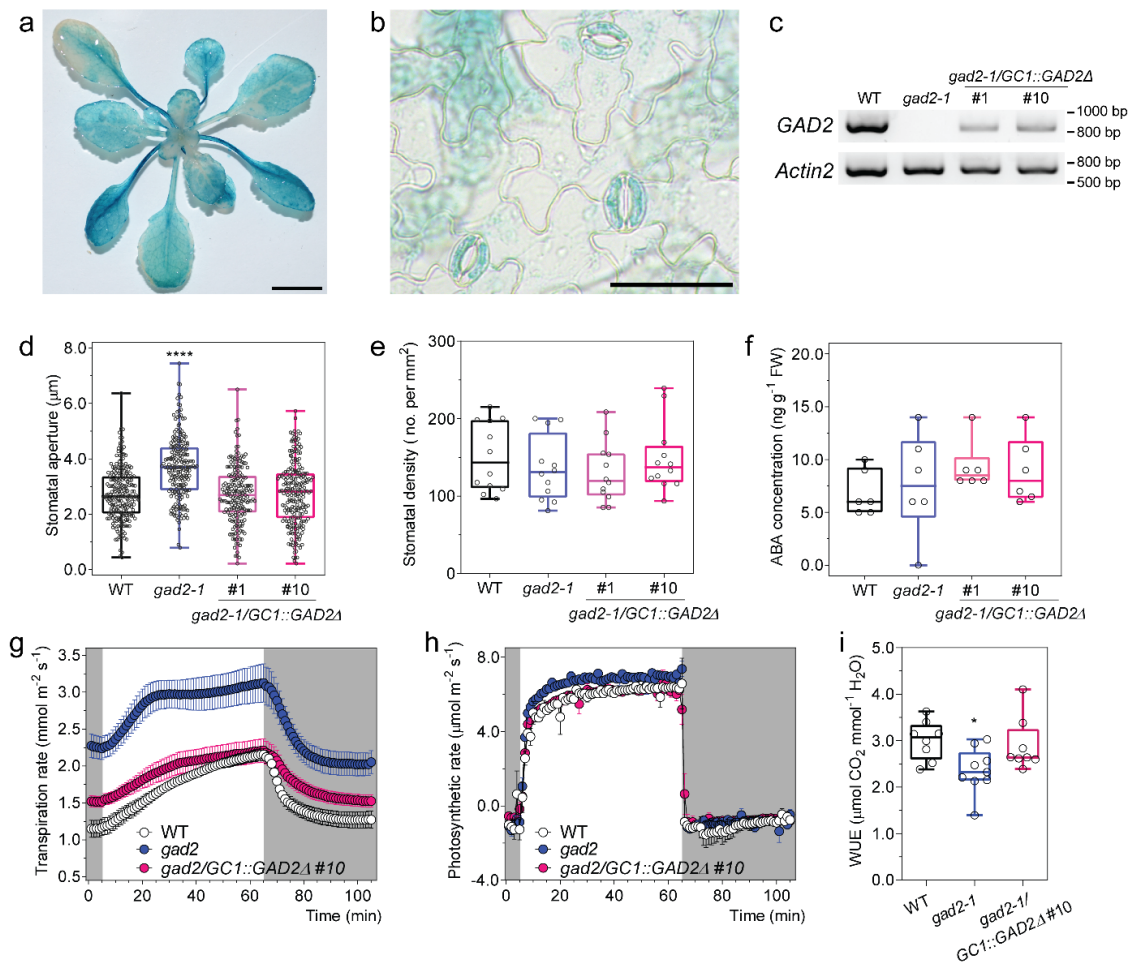 a
b
c
gad2-1/GC1::GAD2Δ
WT gad2-1 #1 #10
GAD2
1000 bp
800 bp
Actin2
800 bp
500 bp
d
Stomatal aperture (μm)
8.0
6.0
4.0
2.0
0.0
****
WT gad2-1 #1 #10
gad2-1/GC1::GAD2Δ
e
Stomatal density ( no. per mm²)
300
200
100
0
WT gad2-1 #1 #10
gad2-1/GC1::GAD2Δ
f
ABA concentration (ng g⁻¹ FW)
20.0
15.0
10.0
5.0
0.0
WT gad2-1 #1 #10
gad2-1/GC1::GAD2Δ
g
Transpiration rate (mmol m⁻² s⁻¹)
3.5
3.0
2.5
2.0
1.5
1.0
0.5
WT
gad2
gad2/GC1::GAD2Δ #10
0 20 40 60 80 100
Time (min)
h
Photosynthetic rate (μmol m⁻² s⁻¹)
8.0
4.0
0.0
-4.0
WT
gad2
gad2/GC1::GAD2Δ #10
0 20 40 60 80 100
Time (min)
i
WUE (μmol CO₂ mmol⁻¹ H₂O)
5.0
4.0
3.0
2.0
1.0
0.0
*
WT
gad2-1
gad2-1/
GC1::GAD2Δ #10